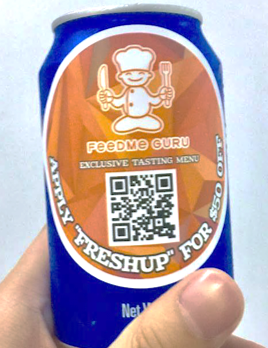 FeeDMe GURU
EXCLUSIVE TASTING MENU
APPLY "FRESHUP" FOR $50 OFF
Net